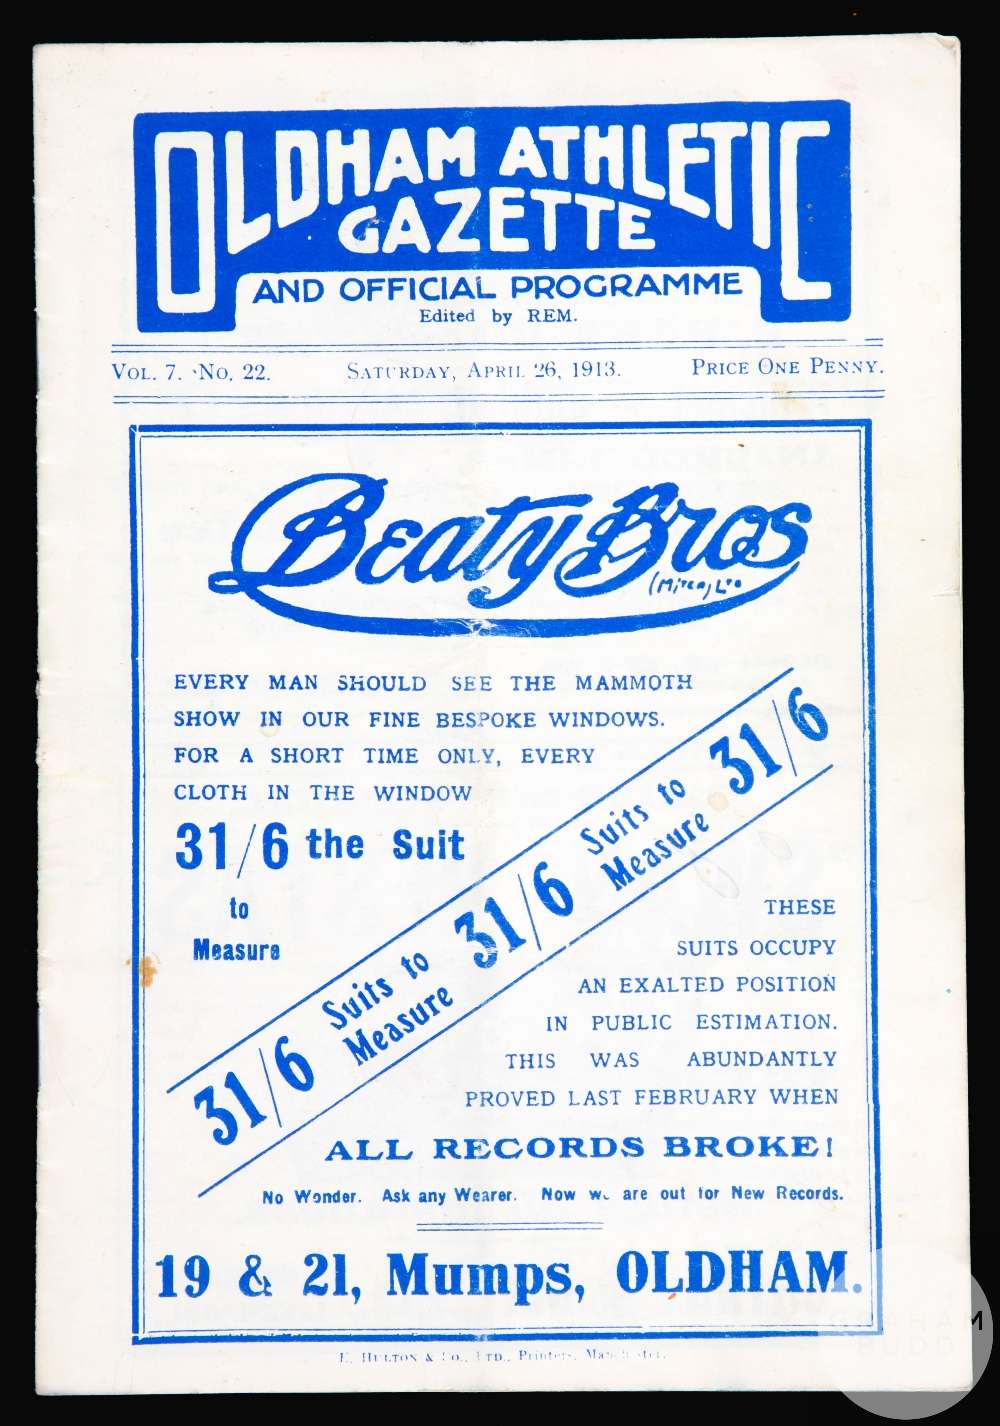 OLDHAM ATHLETIC
GAZETTE
AND OFFICIAL PROGRAMME
Edited by REM.
VOL. 7. No. 22. SATURDAY, APRIL 26, 1913. PRICE ONE PENNY.
Beaty Bros
EVERY MAN SHOULD SEE THE MAMMOTH
SHOW IN OUR FINE BESPOKE WINDOWS.
FOR A SHORT TIME ONLY, EVERY
CLOTH IN THE WINDOW
31/6 the Suit
to
Measure
31/6 Suits to Measure 31/6 Suits to Measure 31/6
THESE
SUITS OCCUPY
AN EXALTED POSITION
IN PUBLIC ESTIMATION.
THIS WAS ABUNDANTLY
PROVED LAST FEBRUARY WHEN
ALL RECORDS BROKE!
No Wonder. Ask any Wearer. Now we are out for New Records.
19 & 21, Mumps, OLDHAM.
E. HULTON & CO., LTD., Printers, Manchester.